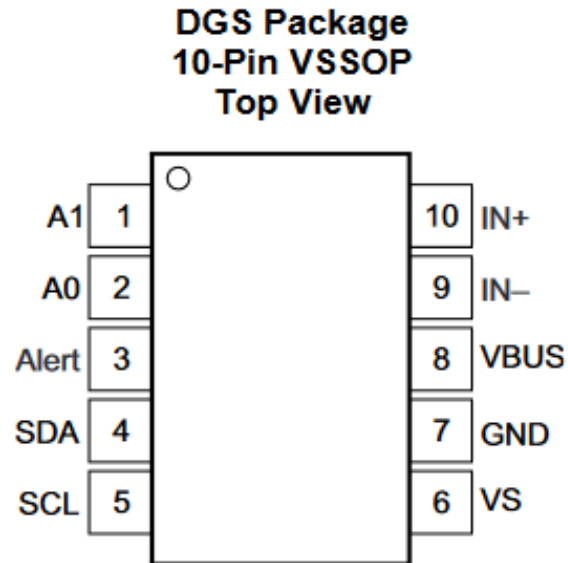 DGS Package
10-Pin VSSOP
Top View
A1 1 10 IN+
A0 2 9 IN–
Alert 3 8 VBUS
SDA 4 7 GND
SCL 5 6 VS